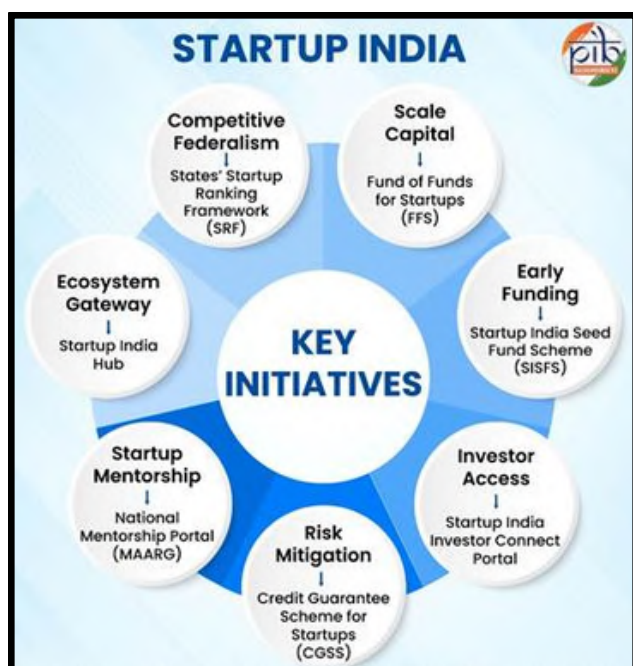 STARTUP INDIA
pib
Competitive
Federalism
States' Startup
Ranking
Framework
(SRF)
Scale
Capital
Fund of Funds
for Startups
(FFS)
Ecosystem
Gateway
Startup India
Hub
Early
Funding
Startup India Seed
Fund Scheme
(SISFS)
KEY
INITIATIVES
Startup
Mentorship
National
Mentorship Portal
(MAARG)
Risk
Mitigation
Credit Guarantee
Scheme for
Startups
(CGSS)
Investor
Access
Startup India
Investor Connect
Portal